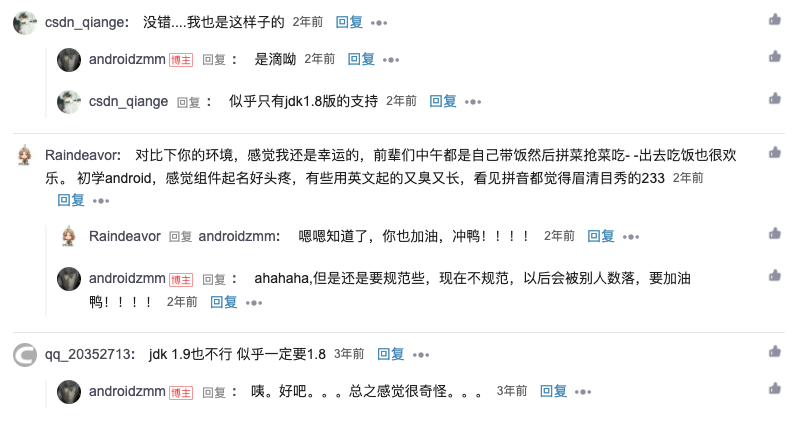 csdn_qiange： 没错....我也是这样子的 2年前 回复 •••
androidzmm 博主 回复： 是滴呦 2年前 回复 •••
csdn_qiange 回复： 似乎只有jdk1.8版的支持 2年前 回复 •••
Raindeavor： 对比下你的环境，感觉我还是幸运的，前辈们中午都是自己带饭然后拼菜抢菜吃- -出去吃饭也很欢
乐。 初学android，感觉组件起名好头疼，有些用英文起的又臭又长，看见拼音都觉得眉清目秀的233 2年前
回复 •••
Raindeavor 回复 androidzmm： 嗯嗯知道了，你也加油，冲鸭！！！！ 2年前 回复 •••
androidzmm 博主 回复： ahahaha,但是还是要规范些，现在不规范，以后会被别人数落，要加油
鸭！！！！ 2年前 回复 •••
qq_20352713： jdk 1.9也不行 似乎一定要1.8 3年前 回复 •••
androidzmm 博主 回复： 咦。好吧。。。总之感觉很奇怪。。。 3年前 回复 •••